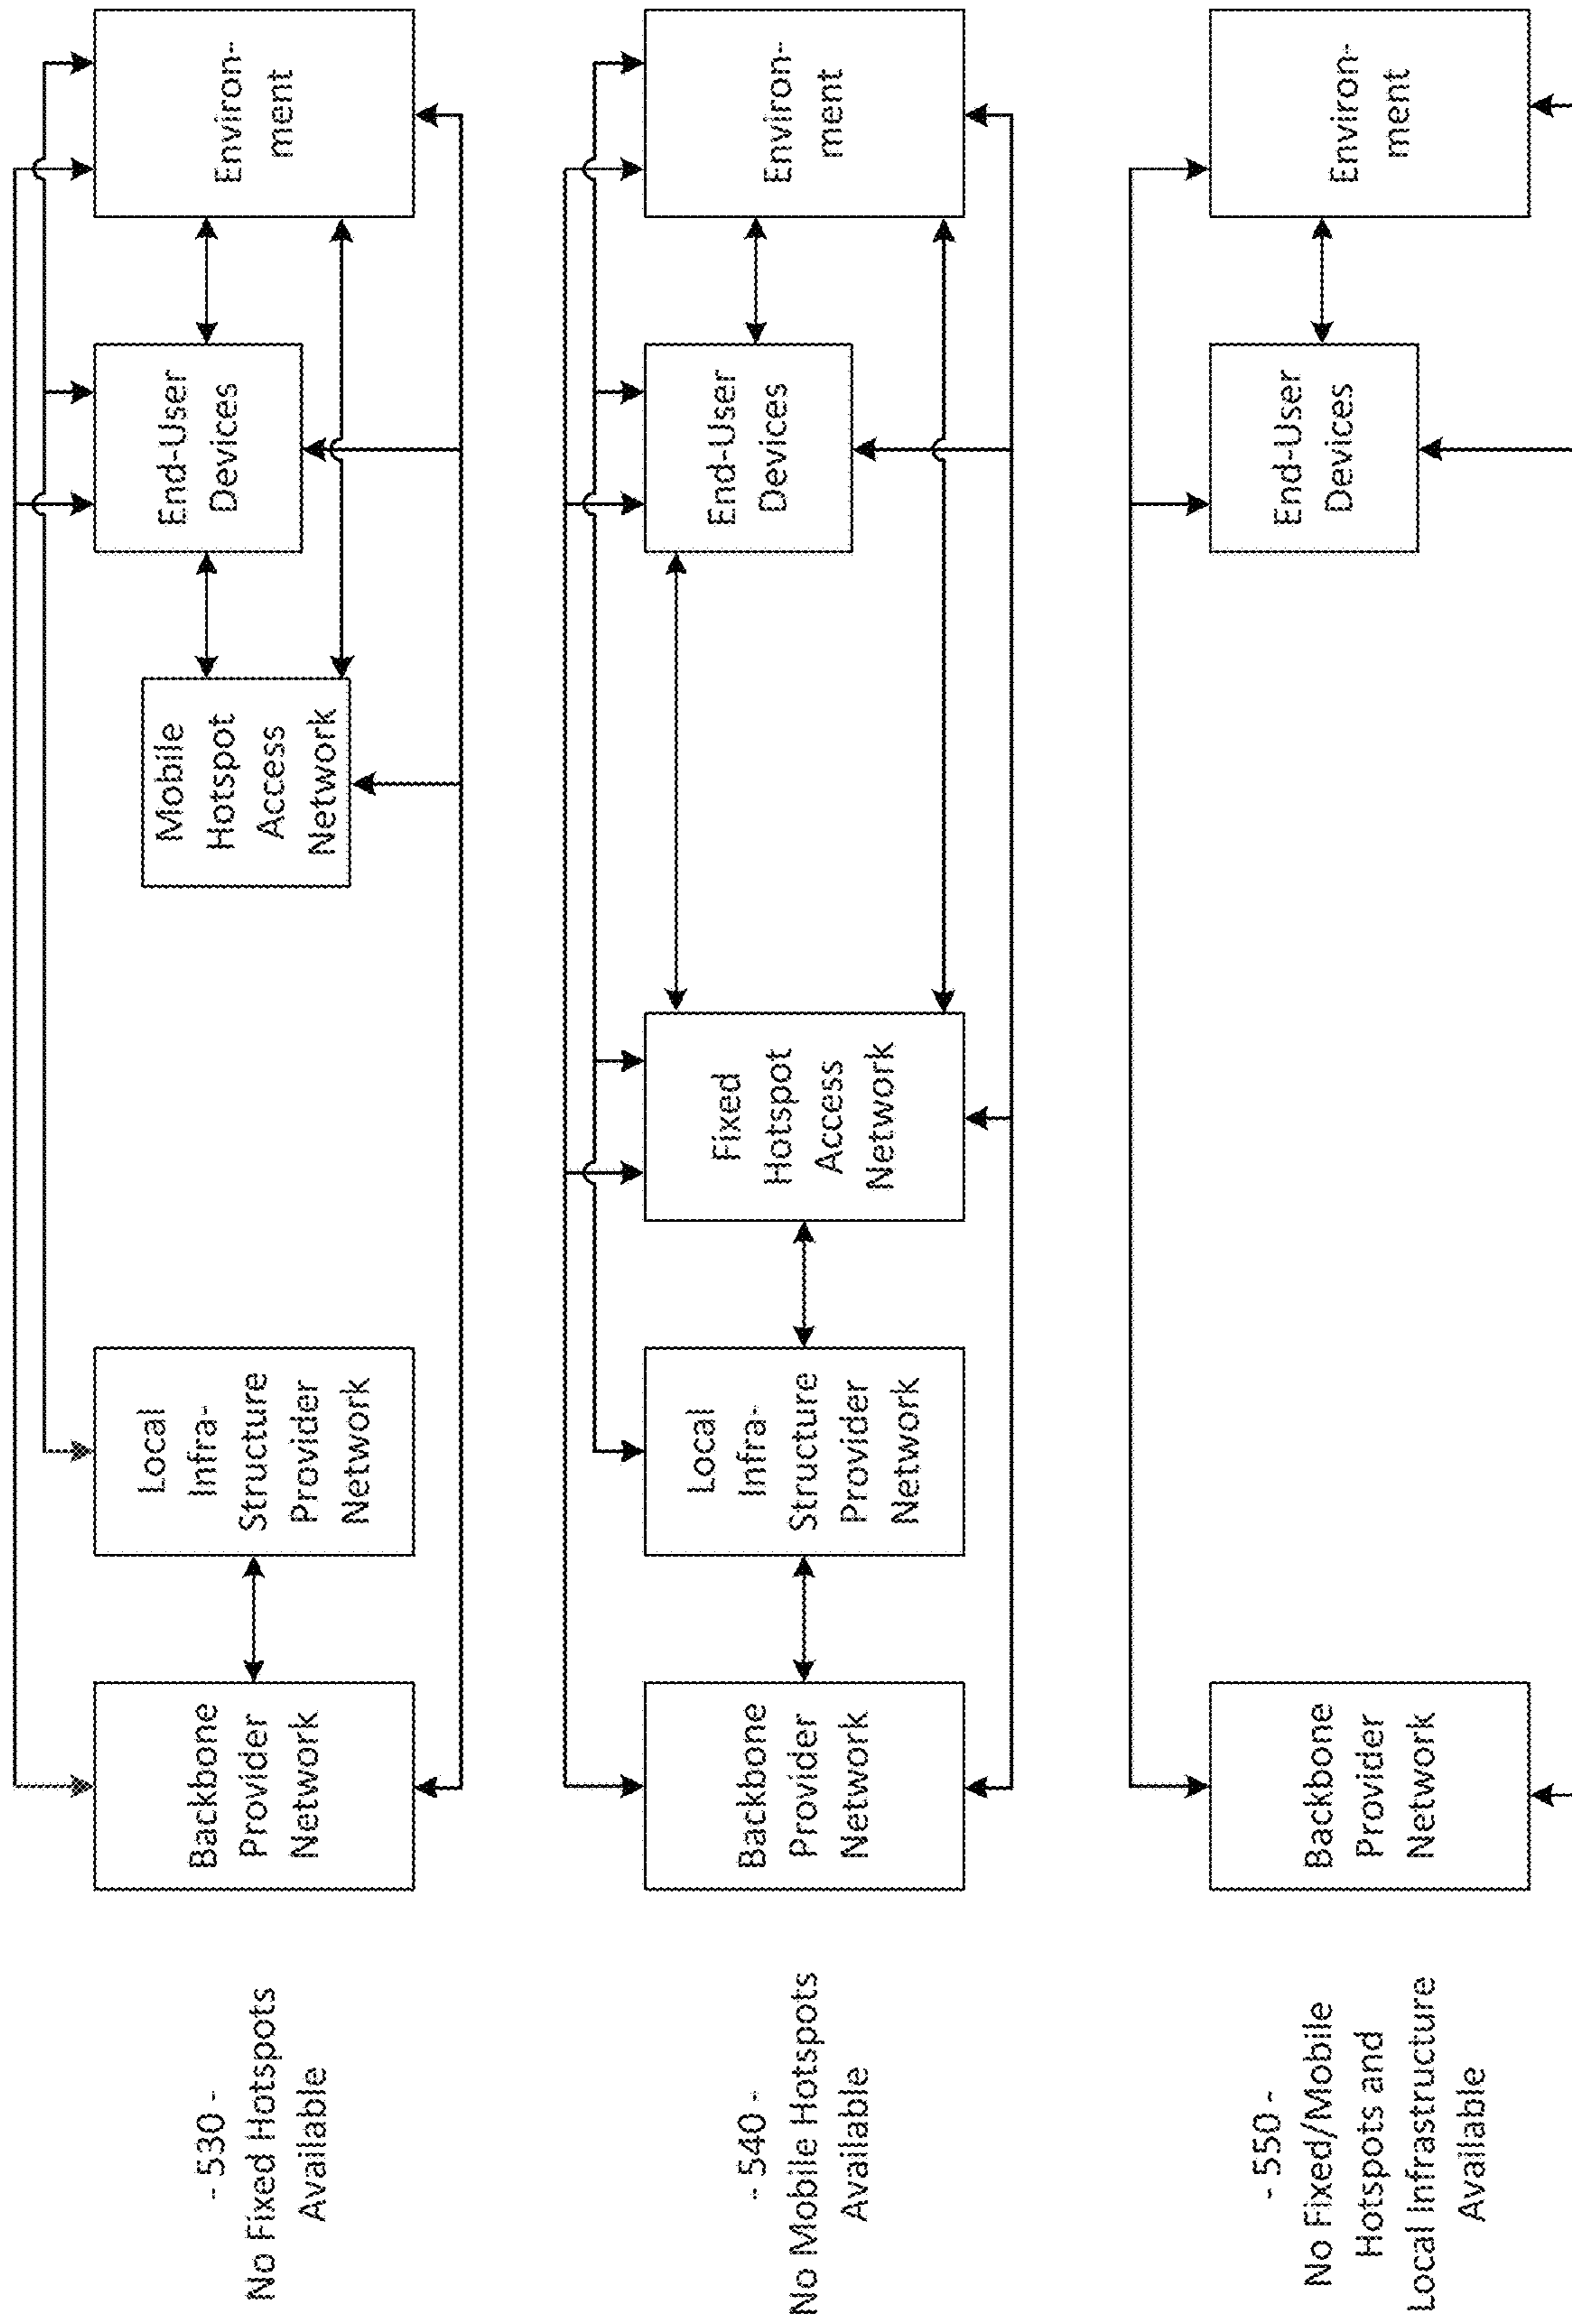 - 530 -
No Fixed Hotspots
Available
Backbone
Provider
Network
Local
Infra-
Structure
Provider
Network
Mobile
Hotspot
Access
Network
End-User
Devices
Environ-
ment
- 540 -
No Mobile Hotspots
Available
Backbone
Provider
Network
Local
Infra-
Structure
Provider
Network
Fixed
Hotspot
Access
Network
End-User
Devices
Environ-
ment
- 550 -
No Fixed/Mobile
Hotspots and
Local Infrastructure
Available
Backbone
Provider
Network
End-User
Devices
Environ-
ment